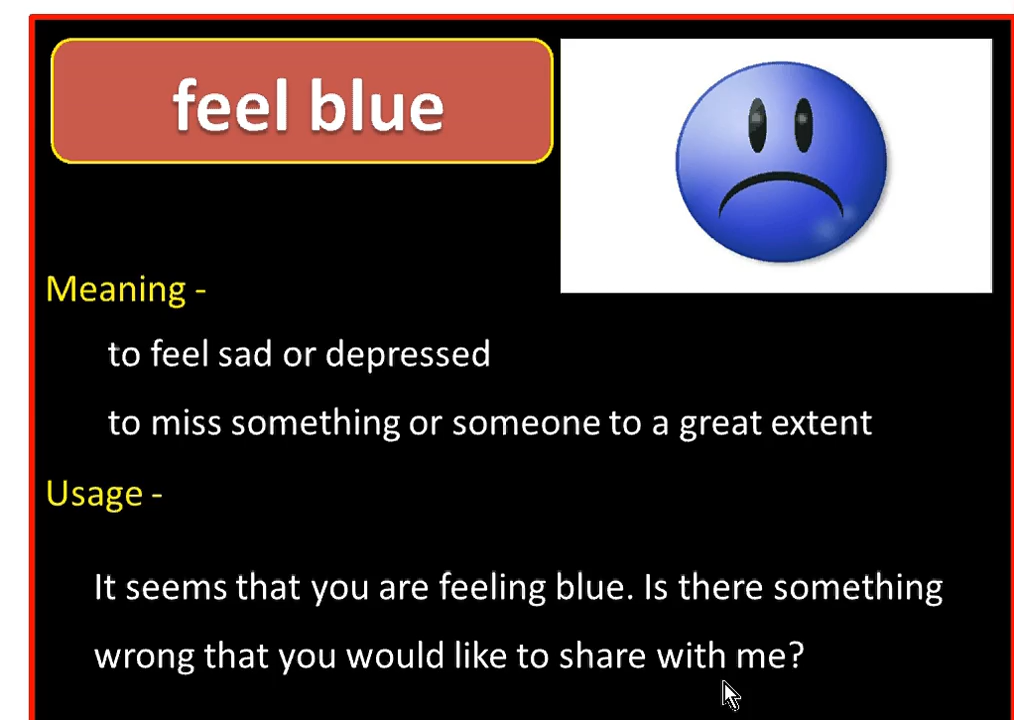 feel blue
Meaning -
to feel sad or depressed
to miss something or someone to a great extent
Usage -
It seems that you are feeling blue. Is there something
wrong that you would like to share with me?